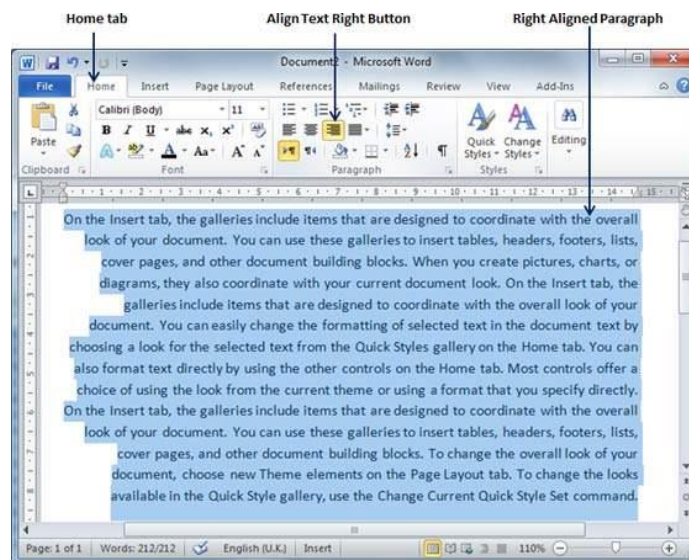 Home tab
Align Text Right Button
Right Aligned Paragraph
Document2 - Microsoft Word
File Home Insert Page Layout References Mailings Review View Add-Ins
Calibri (Body) 11
Paste
B I U abc x₂ x²
Aa A A
Quick Styles
Change Styles
Editing
Clipboard Font Paragraph Styles
On the Insert tab, the galleries include items that are designed to coordinate with the overall
look of your document. You can use these galleries to insert tables, headers, footers, lists,
cover pages, and other document building blocks. When you create pictures, charts, or
diagrams, they also coordinate with your current document look. On the Insert tab, the
galleries include items that are designed to coordinate with the overall look of your
document. You can easily change the formatting of selected text in the document text by
choosing a look for the selected text from the Quick Styles gallery on the Home tab. You can
also format text directly by using the other controls on the Home tab. Most controls offer a
choice of using the look from the current theme or using a format that you specify directly.
On the Insert tab, the galleries include items that are designed to coordinate with the overall
look of your document. You can use these galleries to insert tables, headers, footers, lists,
cover pages, and other document building blocks. To change the overall look of your
document, choose new Theme elements on the Page Layout tab. To change the looks
available in the Quick Style gallery, use the Change Current Quick Style Set command.
Page: 1 of 1 Words: 212/212 English (U.K.) Insert 110%